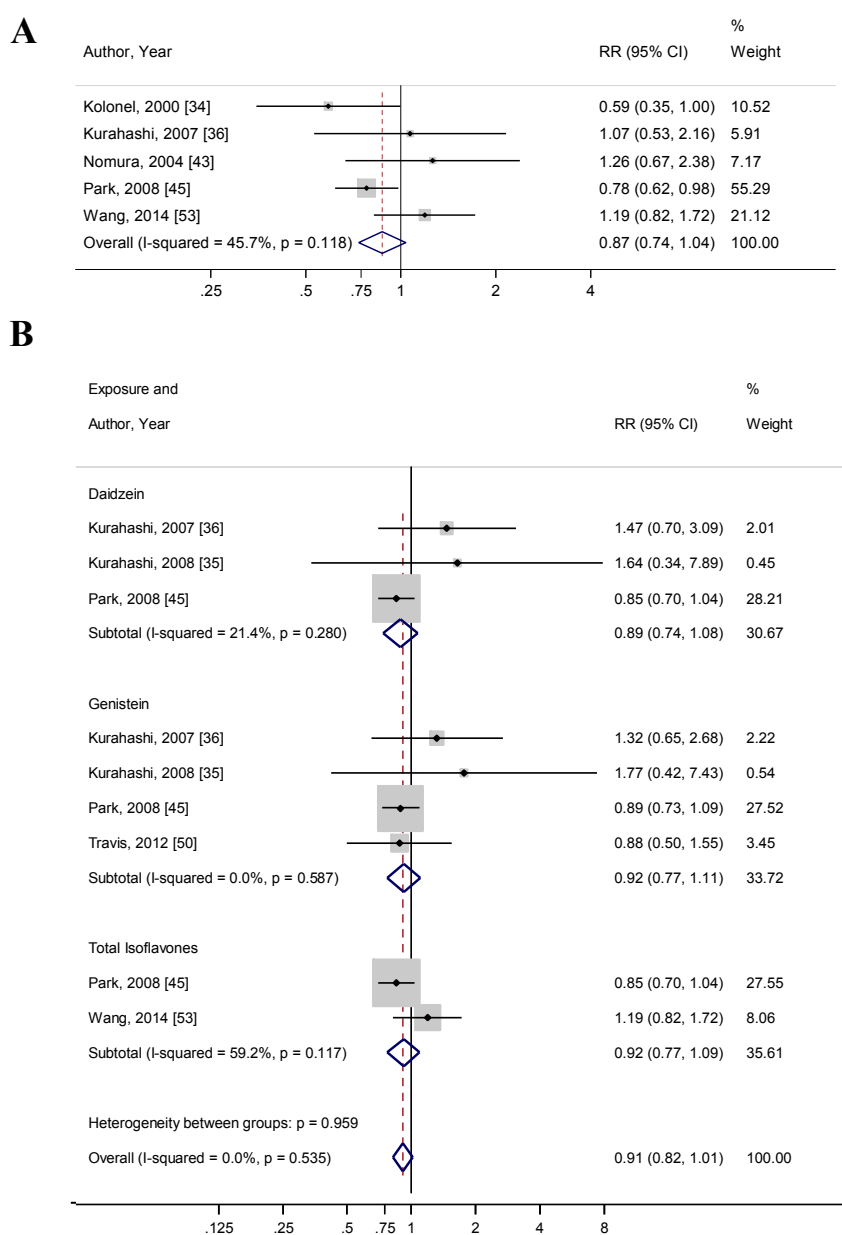 A
%
Author, Year RR (95% CI) Weight
Kolonel, 2000 [34] 0.59 (0.35, 1.00) 10.52
Kurahashi, 2007 [36] 1.07 (0.53, 2.16) 5.91
Nomura, 2004 [43] 1.26 (0.67, 2.38) 7.17
Park, 2008 [45] 0.78 (0.62, 0.98) 55.29
Wang, 2014 [53] 1.19 (0.82, 1.72) 21.12
Overall (I-squared = 45.7%, p = 0.118) 0.87 (0.74, 1.04) 100.00
.25 .5 .75 1 2 4
B
Exposure and %
Author, Year RR (95% CI) Weight
Daidzein
Kurahashi, 2007 [36] 1.47 (0.70, 3.09) 2.01
Kurahashi, 2008 [35] 1.64 (0.34, 7.89) 0.45
Park, 2008 [45] 0.85 (0.70, 1.04) 28.21
Subtotal (I-squared = 21.4%, p = 0.280) 0.89 (0.74, 1.08) 30.67
Genistein
Kurahashi, 2007 [36] 1.32 (0.65, 2.68) 2.22
Kurahashi, 2008 [35] 1.77 (0.42, 7.43) 0.54
Park, 2008 [45] 0.89 (0.73, 1.09) 27.52
Travis, 2012 [50] 0.88 (0.50, 1.55) 3.45
Subtotal (I-squared = 0.0%, p = 0.587) 0.92 (0.77, 1.11) 33.72
Total Isoflavones
Park, 2008 [45] 0.85 (0.70, 1.04) 27.55
Wang, 2014 [53] 1.19 (0.82, 1.72) 8.06
Subtotal (I-squared = 59.2%, p = 0.117) 0.92 (0.77, 1.09) 35.61
Heterogeneity between groups: p = 0.959
Overall (I-squared = 0.0%, p = 0.535) 0.91 (0.82, 1.01) 100.00
.125 .25 .5 .75 1 2 4 8